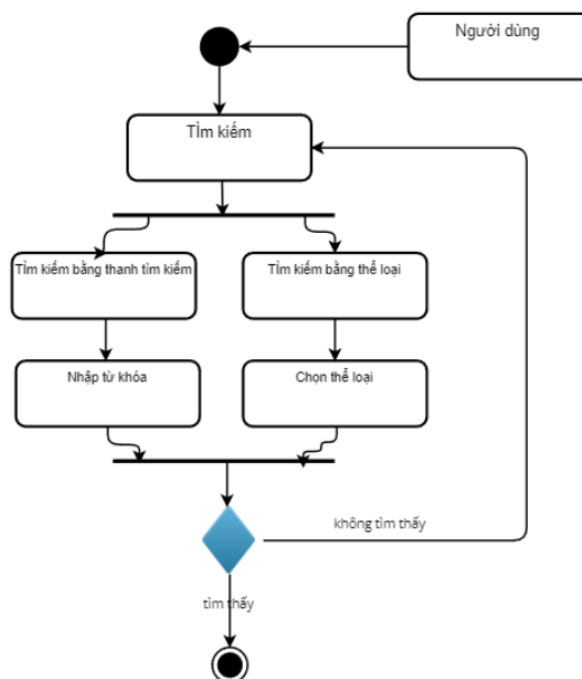 Người dùng
TÌm kiếm
TÌm kiếm bằng thanh tìm kiếm
TÌm kiếm bằng thể loại
Nhập từ khóa
Chọn thể loại
không tìm thấy
tìm thấy